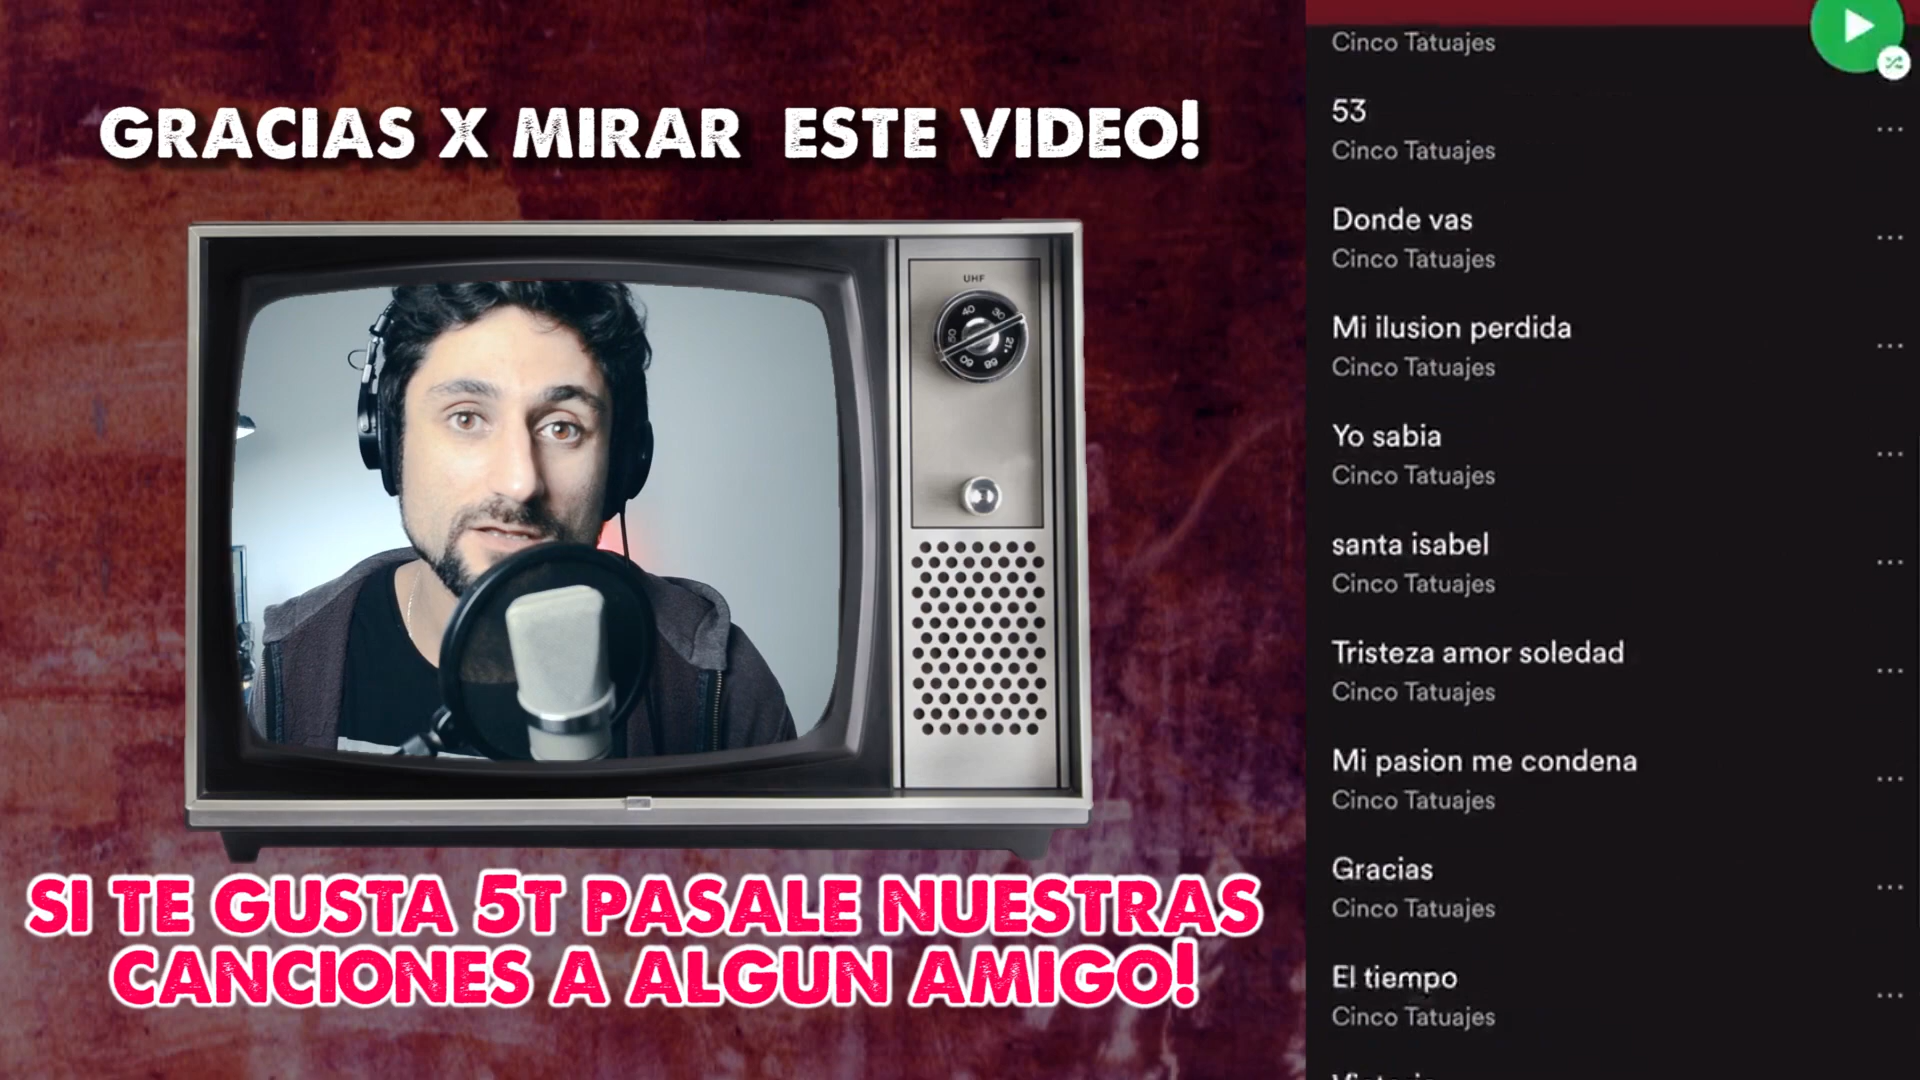 GRACIAS X MIRAR ESTE VIDEO!
UHF
SI TE GUSTA 5T PASALE NUESTRAS
CANCIONES A ALGUN AMIGO!
Cinco Tatuajes
53
Cinco Tatuajes
Donde vas
Cinco Tatuajes
Mi ilusion perdida
Cinco Tatuajes
Yo sabia
Cinco Tatuajes
santa isabel
Cinco Tatuajes
Tristeza amor soledad
Cinco Tatuajes
Mi pasion me condena
Cinco Tatuajes
Gracias
Cinco Tatuajes
El tiempo
Cinco Tatuajes